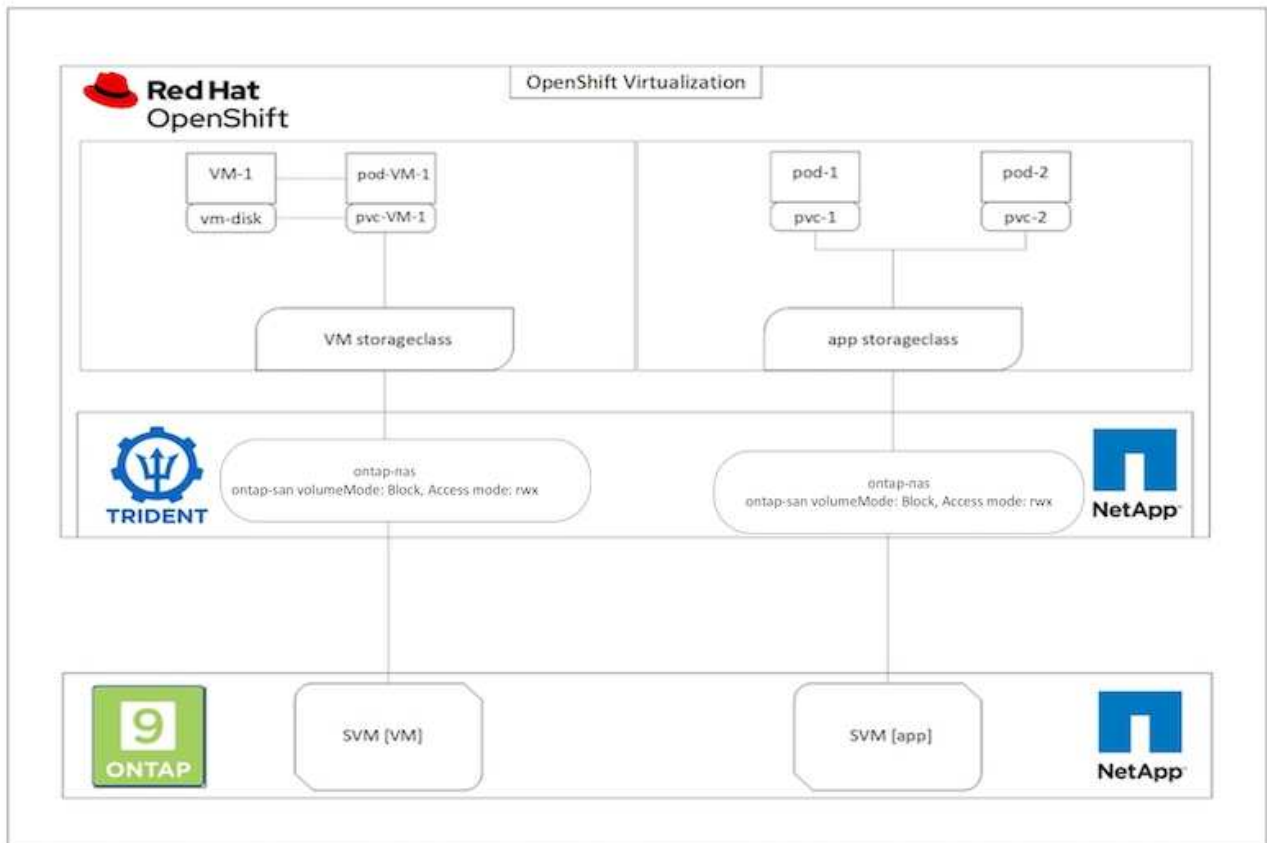 Red Hat
OpenShift
OpenShift Virtualization
VM-1
pod-VM-1
vm-disk
pvc-VM-1
pod-1
pod-2
pvc-1
pvc-2
VM storageclass
app storageclass
TRIDENT
ontap-nas
ontap-san volumeMode: Block, Access mode: rwx
ontap-nas
ontap-san volumeMode: Block, Access mode: rwx
NetApp
9
ONTAP
SVM [VM]
SVM [app]
NetApp